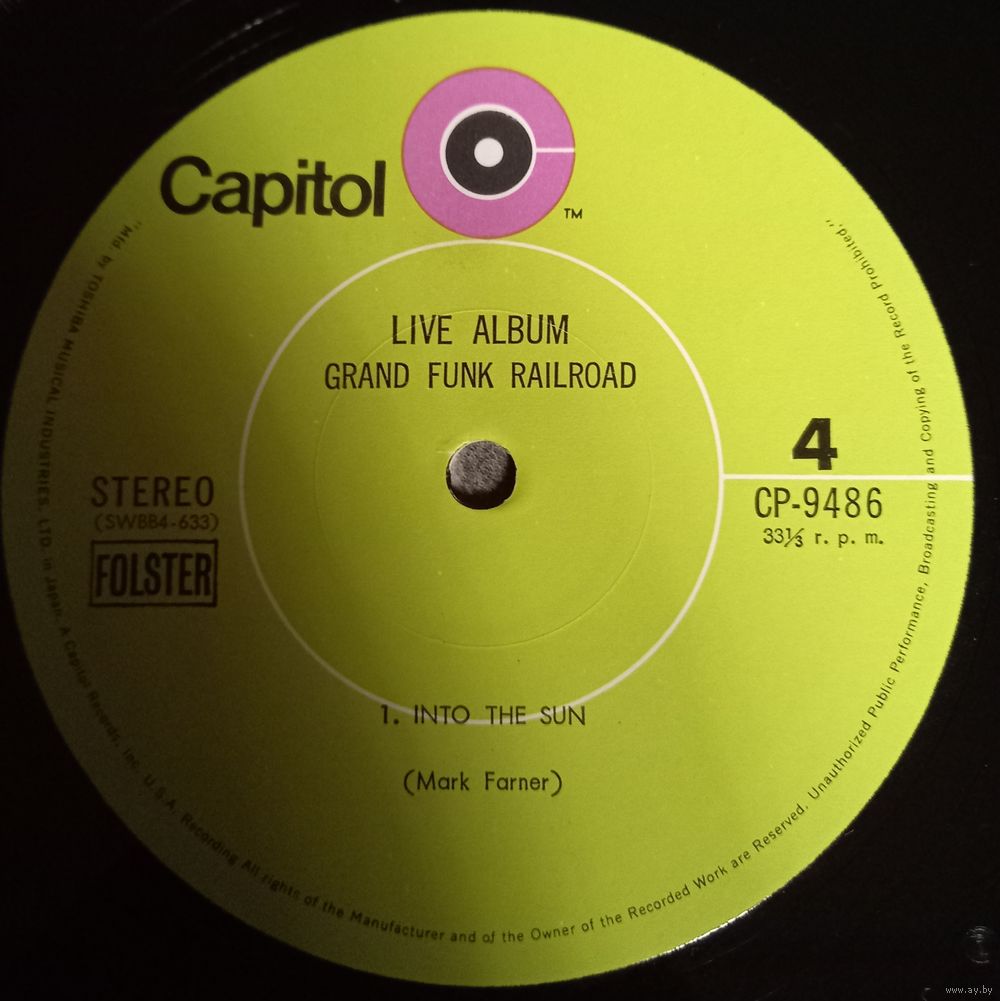 Capitol
TM
LIVE ALBUM
GRAND FUNK RAILROAD
4
STEREO
CP-9486
(SWBB4-633)
33⅓ r. p. m.
FOLSTER
1. INTO THE SUN
(Mark Farner)
"Mfd. by TOSHIBA MUSICAL INDUSTRIES, LTD in Japan. A Capitol Records, Inc. U.S.A. Recording All rights of the Manufacturer and of the Owner of the Recorded Work are Reserved. Unauthorized Public Performance, Broadcasting and Copying of the Record Prohibited."
www.ay.by